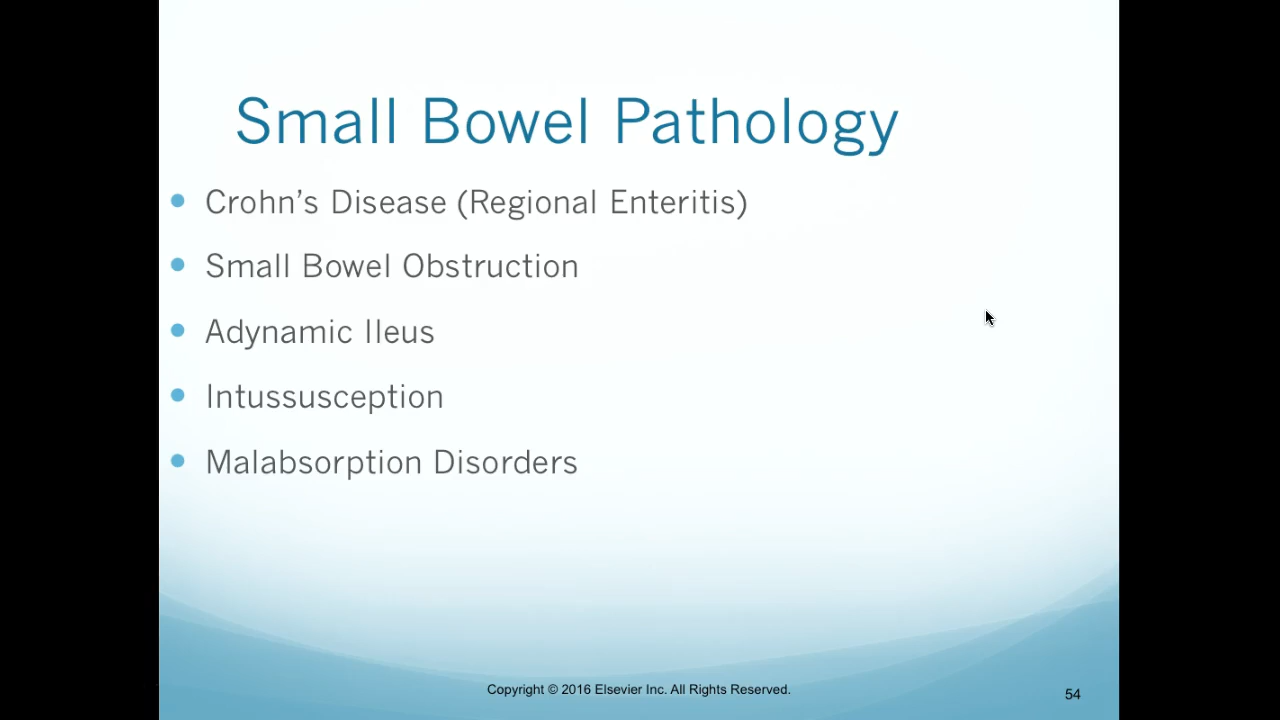 Small Bowel Pathology
• Crohn’s Disease (Regional Enteritis)
• Small Bowel Obstruction
• Adynamic Ileus
• Intussusception
• Malabsorption Disorders
Copyright © 2016 Elsevier Inc. All Rights Reserved.
54